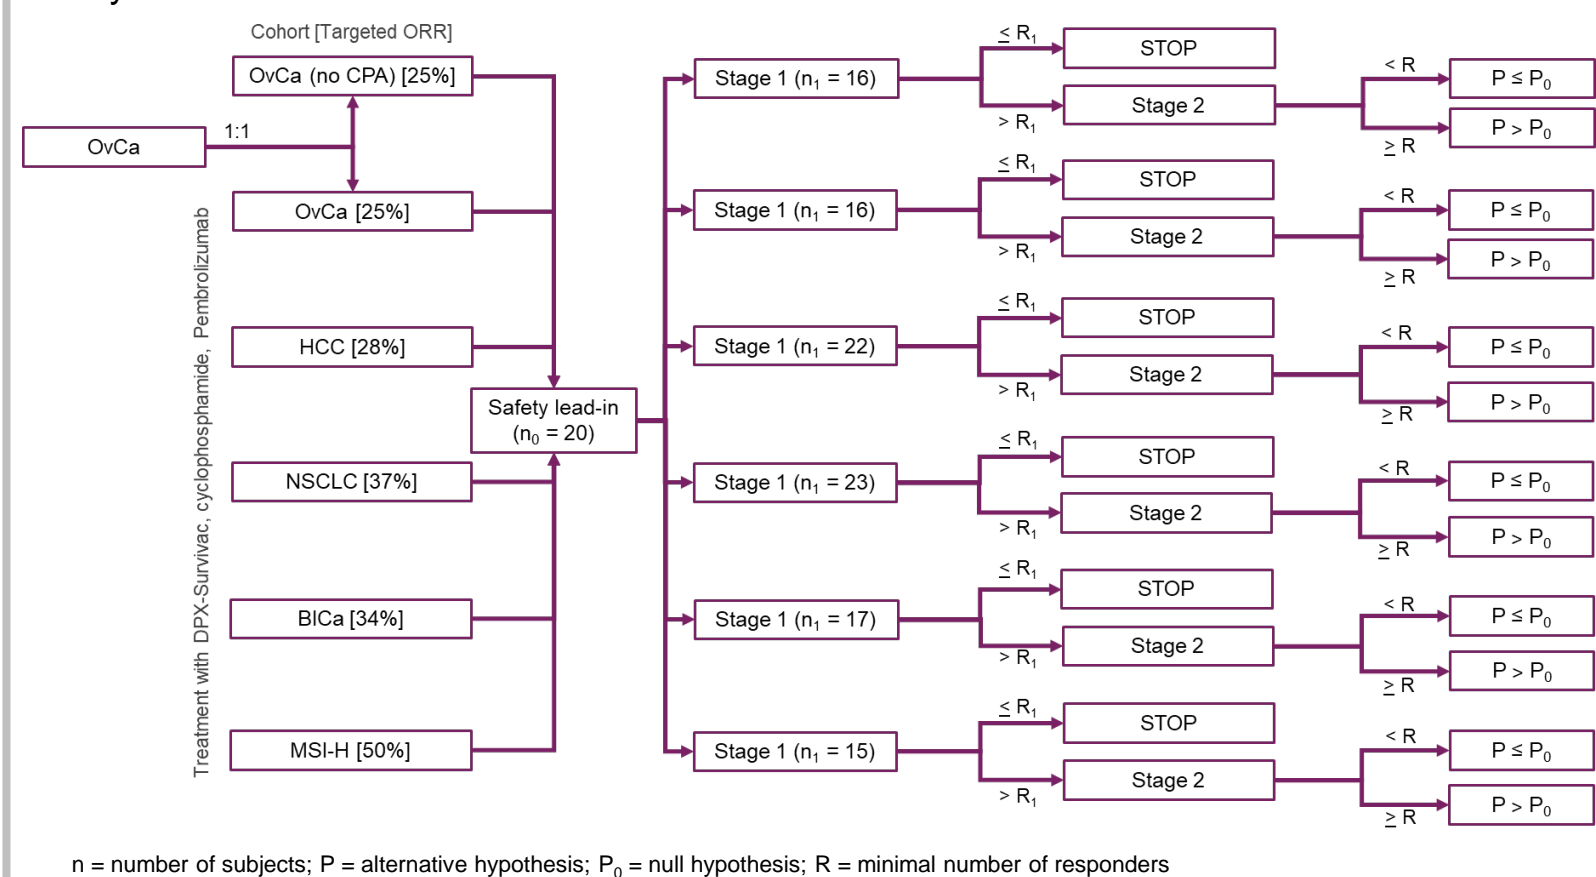 Cohort [Targeted ORR]
OvCa
1:1
OvCa (no CPA) [25%]
OvCa [25%]
HCC [28%]
NSCLC [37%]
BlCa [34%]
MSI-H [50%]
Treatment with DPX-Survivac, cyclophosphamide, Pembrolizumab
Safety lead-in
(n₀ = 20)
Stage 1 (n₁ = 16)
≤ R₁
STOP
> R₁
Stage 2
< R
P ≤ P₀
≥ R
P > P₀
Stage 1 (n₁ = 16)
≤ R₁
STOP
> R₁
Stage 2
< R
P ≤ P₀
≥ R
P > P₀
Stage 1 (n₁ = 22)
≤ R₁
STOP
> R₁
Stage 2
< R
P ≤ P₀
≥ R
P > P₀
Stage 1 (n₁ = 23)
≤ R₁
STOP
> R₁
Stage 2
< R
P ≤ P₀
≥ R
P > P₀
Stage 1 (n₁ = 17)
≤ R₁
STOP
> R₁
Stage 2
< R
P ≤ P₀
≥ R
P > P₀
Stage 1 (n₁ = 15)
≤ R₁
STOP
> R₁
Stage 2
< R
P ≤ P₀
≥ R
P > P₀
n = number of subjects; P = alternative hypothesis; P₀ = null hypothesis; R = minimal number of responders